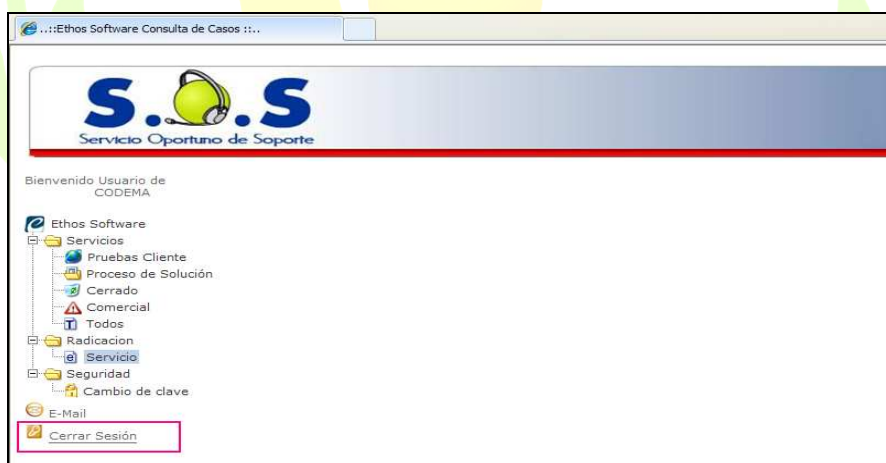 ..::Ethos Software Consulta de Casos ::..
S.O.S
Servicio Oportuno de Soporte
Bienvenido Usuario de
CODEMA
Ethos Software
Servicios
Pruebas Cliente
Proceso de Solución
Cerrado
Comercial
Todos
Radicacion
Servicio
Seguridad
Cambio de clave
E-Mail
Cerrar Sesión